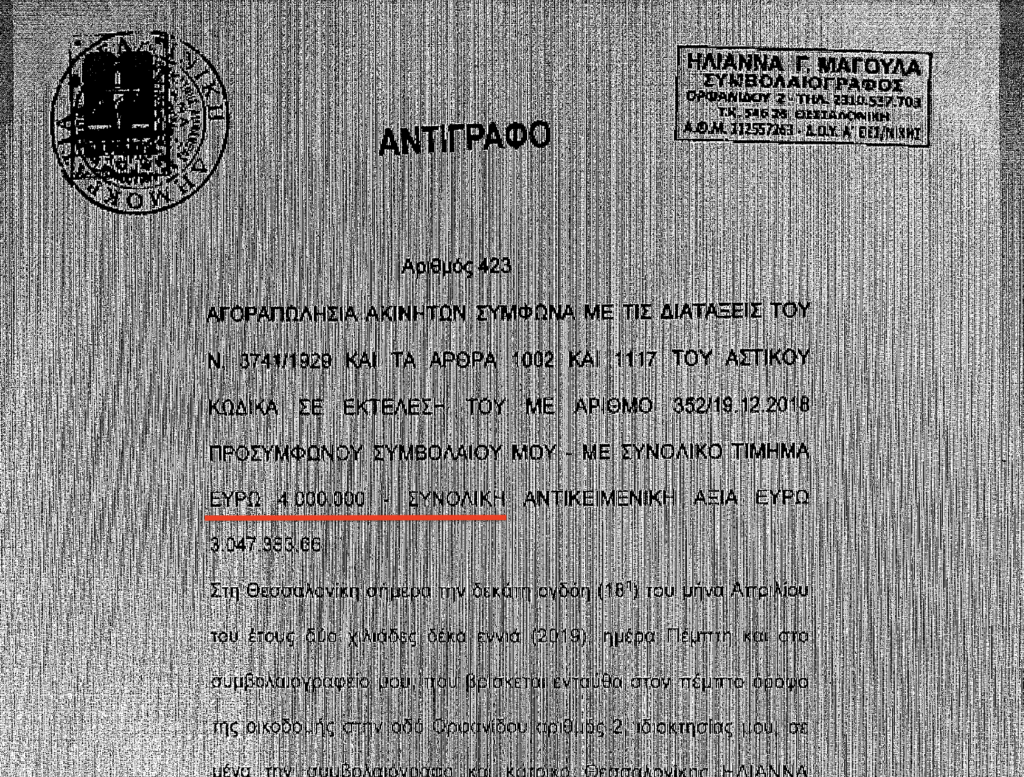 ΗΛΙΑΝΝΑ Γ. ΜΑΓΟΥΛΑ
ΣΥΜΒΟΛΑΙΟΓΡΑΦΟΣ
ΟΡΦΑΝΙΔΟΥ 2 - ΤΗΛ. 2310.537.703
Τ.Κ. 546 26 ΘΕΣΣΑΛΟΝΙΚΗ
Α.Φ.Μ. 112557263 - Δ.Ο.Υ. Α' ΘΕΣ/ΝΙΚΗΣ
ΑΝΤΙΓΡΑΦΟ
Αριθμός 423
ΑΓΟΡΑΠΩΛΗΣΙΑ ΑΚΙΝΗΤΩΝ ΣΥΜΦΩΝΑ ΜΕ ΤΙΣ ΔΙΑΤΑΞΕΙΣ ΤΟΥ
Ν. 3741/1929 ΚΑΙ ΤΑ ΑΡΘΡΑ 1002 ΚΑΙ 1117 ΤΟΥ ΑΣΤΙΚΟΥ
ΚΩΔΙΚΑ ΣΕ ΕΚΤΕΛΕΣΗ ΤΟΥ ΜΕ ΑΡΙΘΜΟ 352/19.12.2018
ΠΡΟΣΥΜΦΩΝΟΥ ΣΥΜΒΟΛΑΙΟΥ ΜΟΥ - ΜΕ ΣΥΝΟΛΙΚΟ ΤΙΜΗΜΑ
ΕΥΡΩ 4.000.000 - ΣΥΝΟΛΙΚΗ ΑΝΤΙΚΕΙΜΕΝΙΚΗ ΑΞΙΑ ΕΥΡΩ
3.047.393,66
Στη Θεσσαλονίκη σήμερα την δεκάτη ογδόη (18η) του μήνα Απριλίου
του έτους δύο χιλιάδες δέκα εννιά (2019), ημέρα Πέμπτη και στο
συμβολαιογραφείο μου, που βρίσκεται ενταύθα στον πέμπτο όροφο
της οικοδομής στην οδό Ορφανίδου αριθμός 2, ιδιοκτησίας μου, σε
μένα την συμβολαιογράφο και κάτοικο Θεσσαλονίκης ΗΛΙΑΝΝΑ